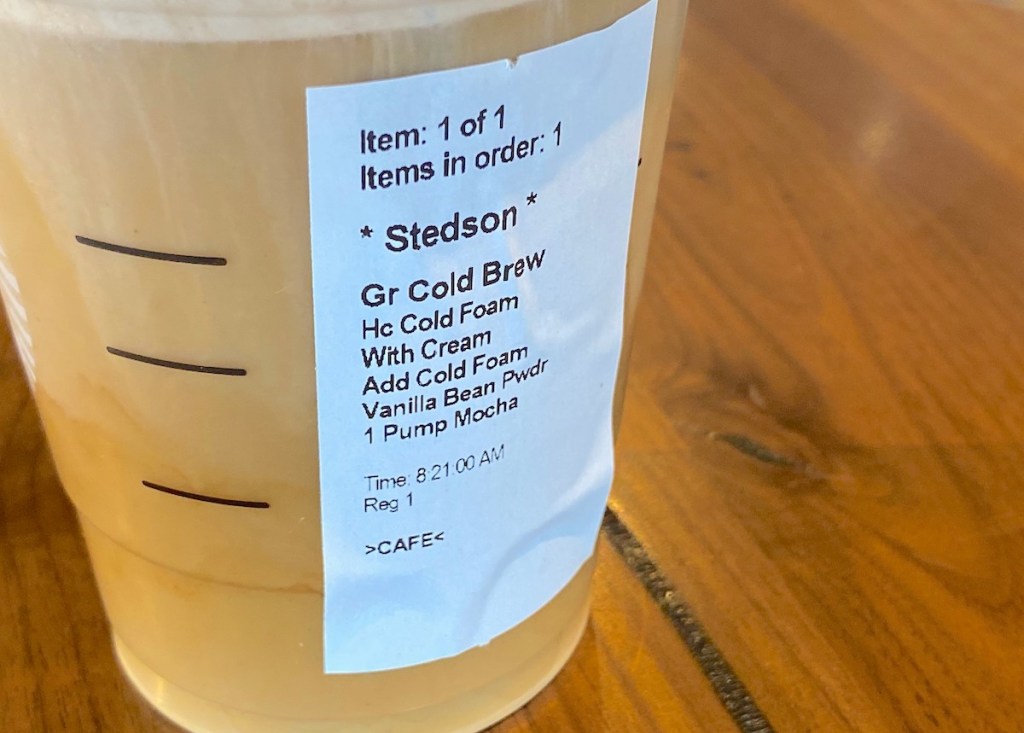 Item: 1 of 1
Items in order: 1
* Stedson *
Gr Cold Brew
Hc Cold Foam
With Cream
Add Cold Foam
Vanilla Bean Pwdr
1 Pump Mocha
Time: 8:21:00 AM
Reg 1
>CAFE<